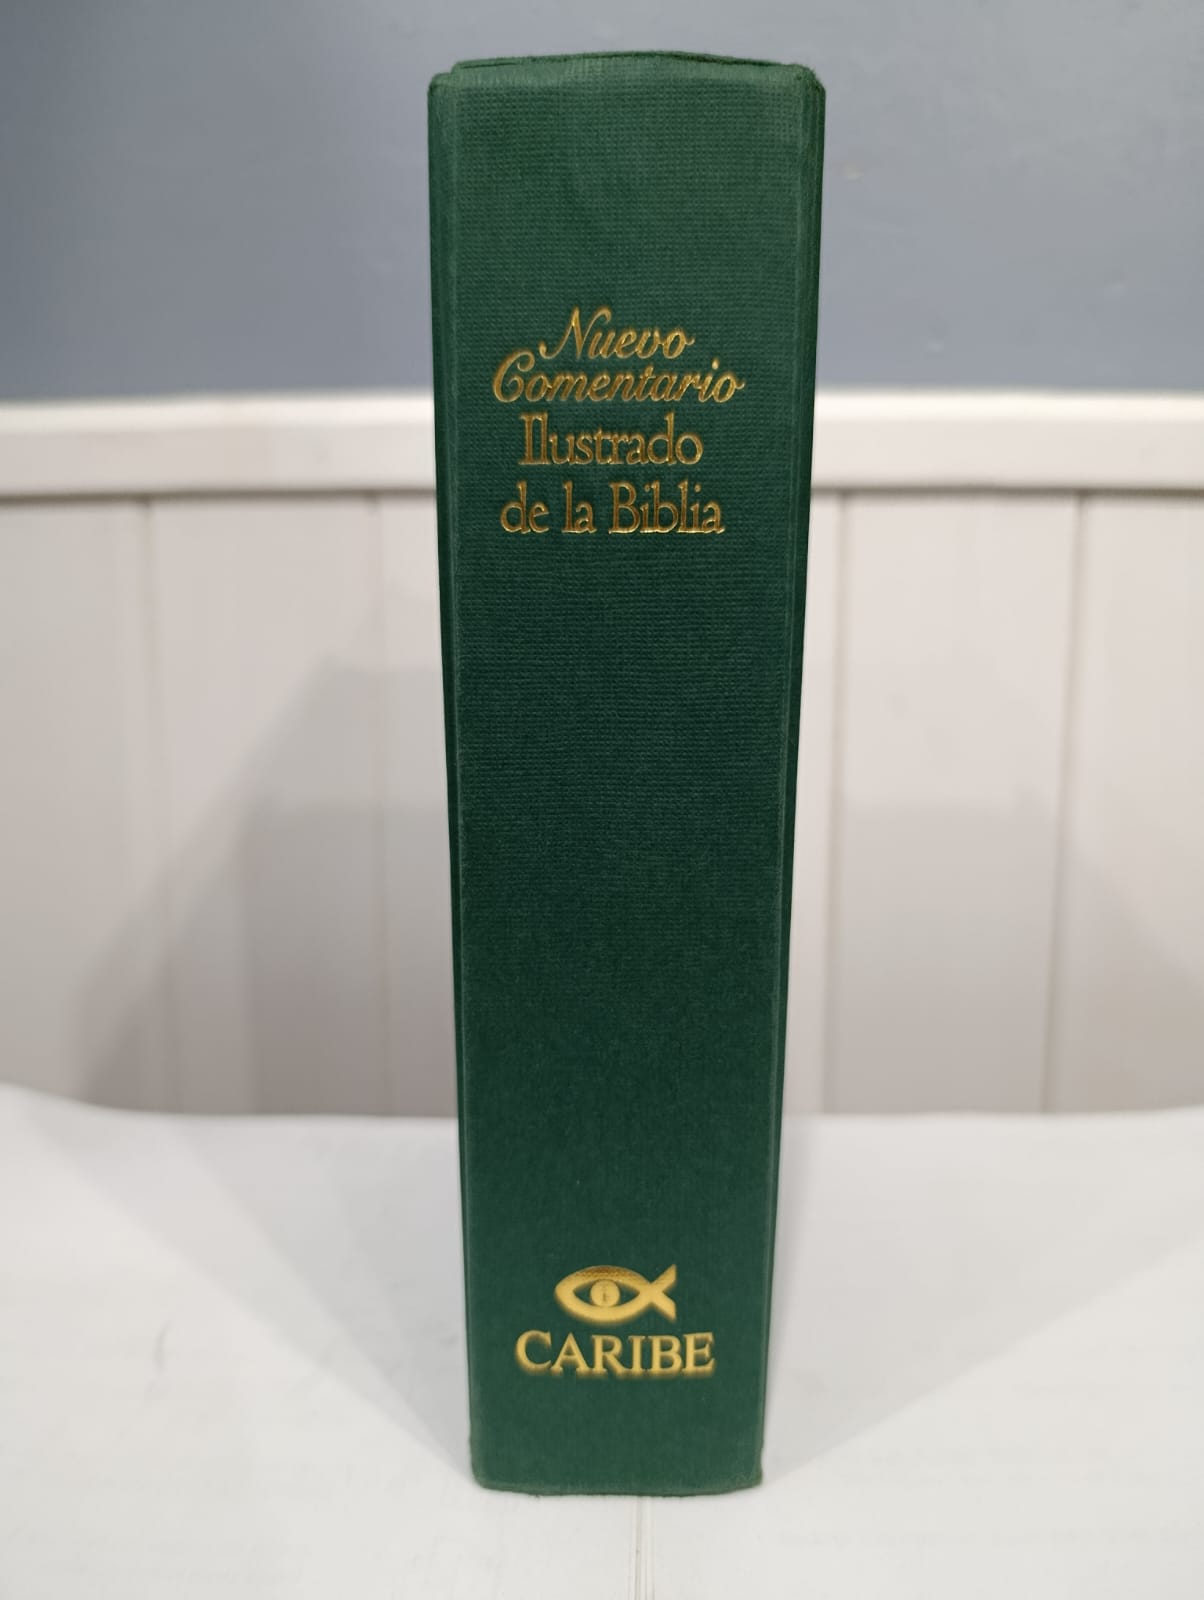 Nuevo
Comentario
Ilustrado
de la Biblia
CARIBE